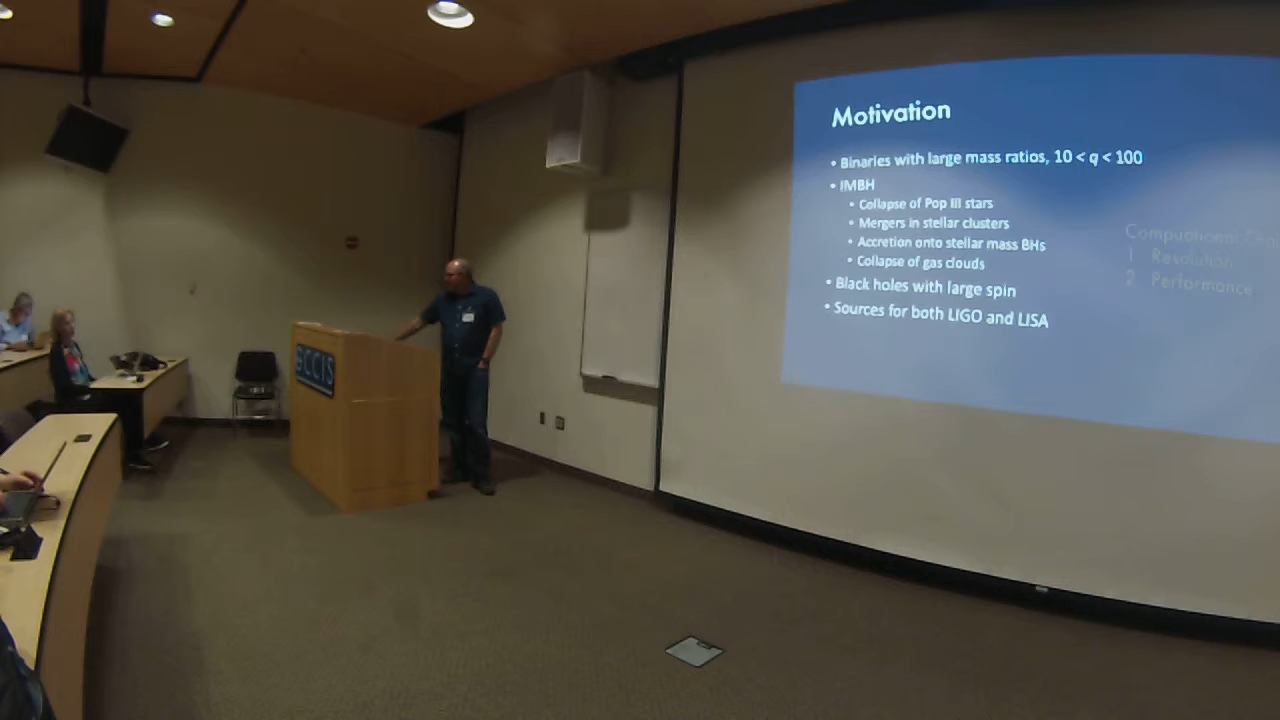 Motivation
• Binaries with large mass ratios, 10 < q < 100
• IMBH
• Collapse of Pop III stars
• Mergers in stellar clusters
• Accretion onto stellar mass BHs
• Collapse of gas clouds
• Black holes with large spin
• Sources for both LIGO and LISA
1 Resolution
2 Performance